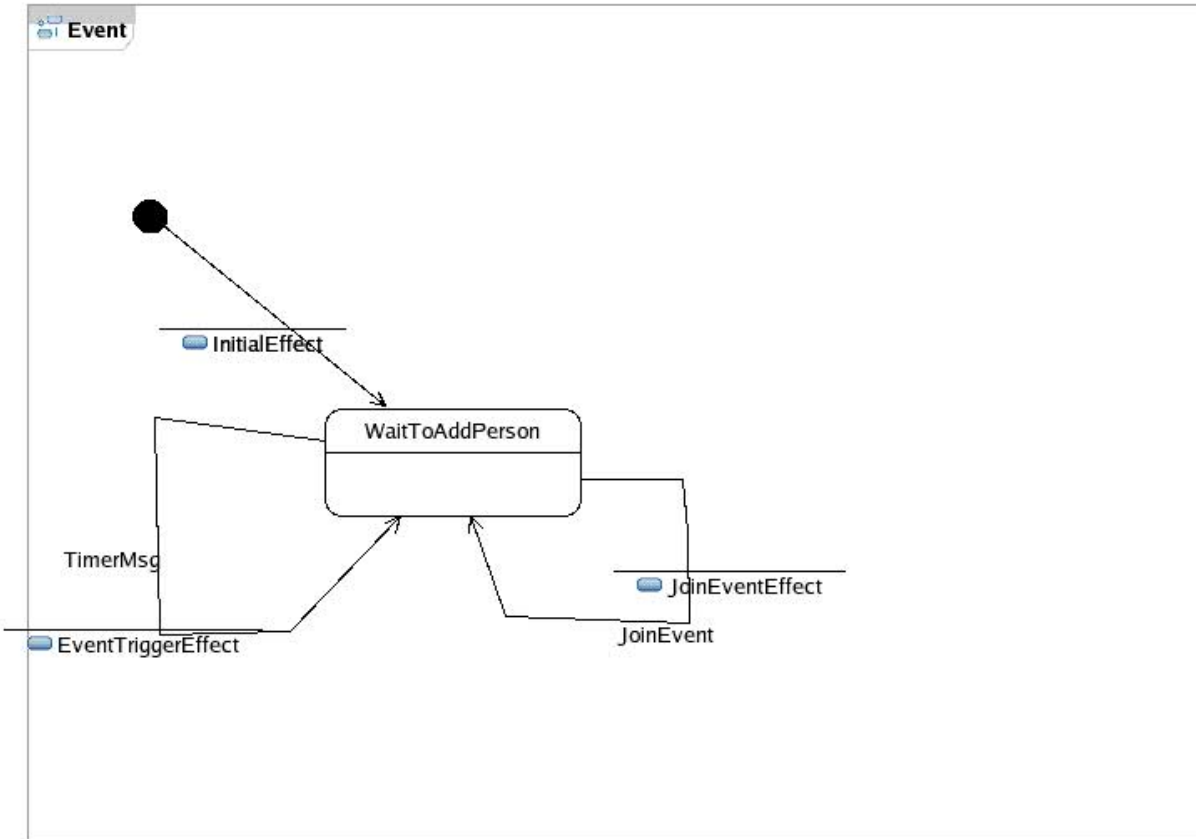 Event
InitialEffect
WaitToAddPerson
TimerMsg
JoinEventEffect
JoinEvent
EventTriggerEffect